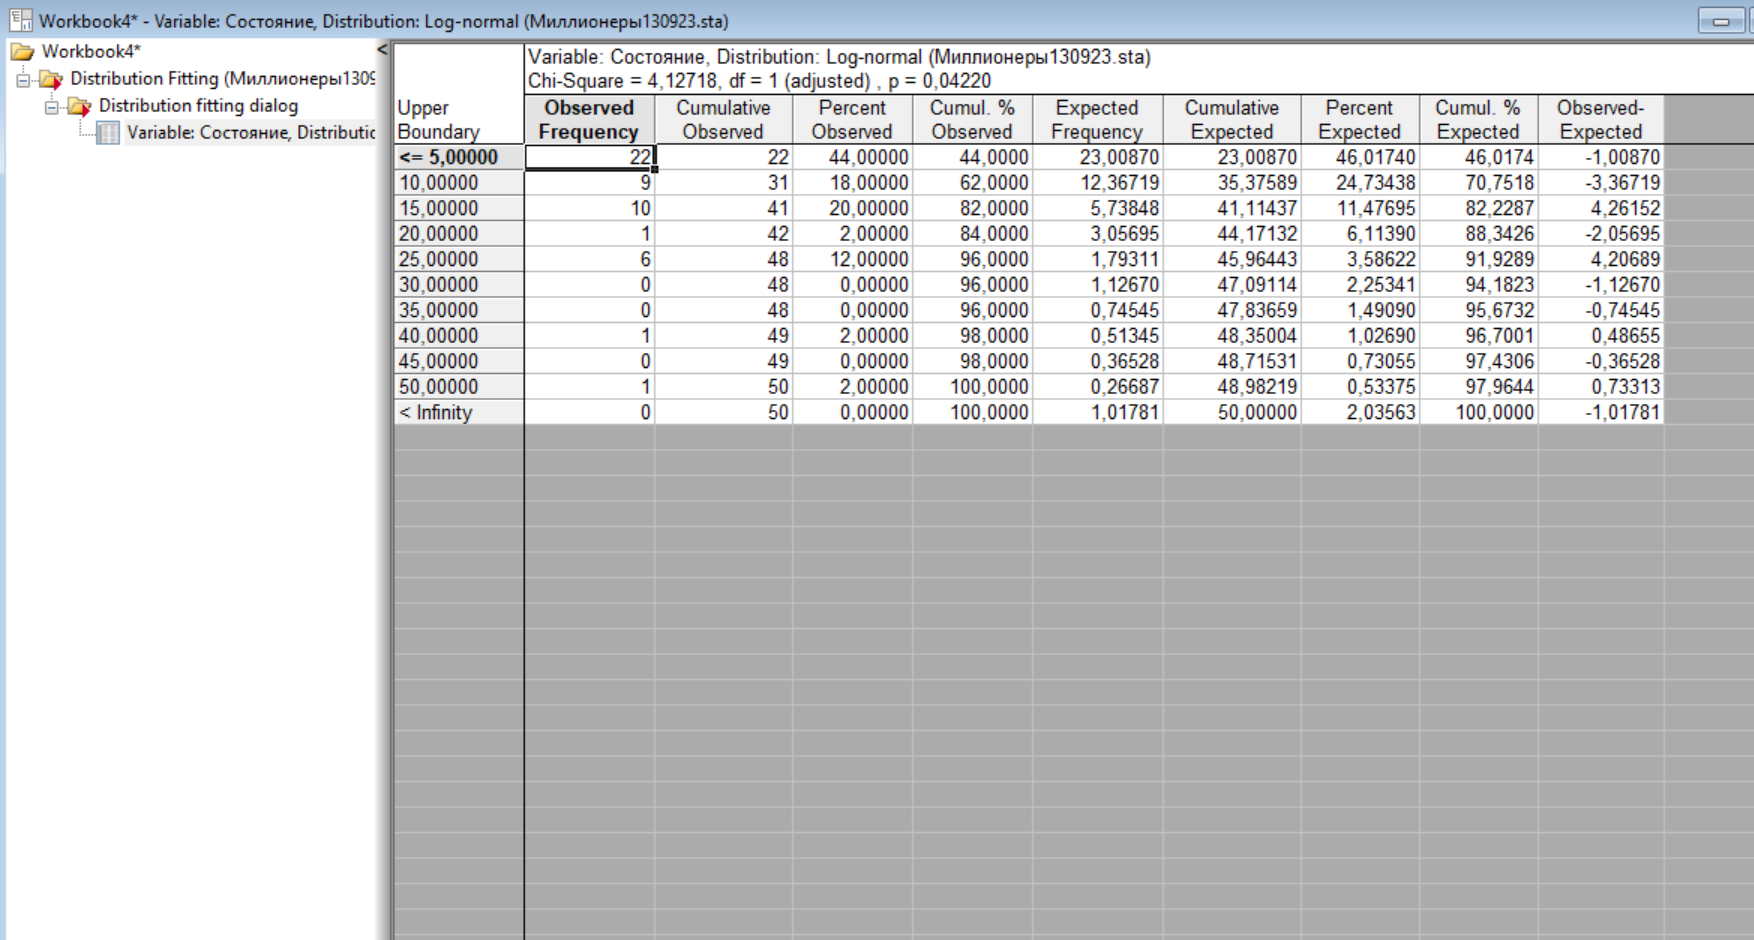 Workbook4* - Variable: Состояние, Distribution: Log-normal (Миллионеры130923.sta)
Workbook4*
Distribution Fitting (Миллионеры1309
Distribution fitting dialog
Variable: Состояние, Distributic
<
Variable: Состояние, Distribution: Log-normal (Миллионеры130923.sta)
Chi-Square = 4,12718, df = 1 (adjusted) , p = 0,04220
Upper Boundary Observed Frequency Cumulative Observed Percent Observed Cumul. % Observed Expected Frequency Cumulative Expected Percent Expected Cumul. % Expected Observed-Expected
<= 5,00000 22 22 44,00000 44,0000 23,00870 23,00870 46,01740 46,0174 -1,00870
10,00000 9 31 18,00000 62,0000 12,36719 35,37589 24,73438 70,7518 -3,36719
15,00000 10 41 20,00000 82,0000 5,73848 41,11437 11,47695 82,2287 4,26152
20,00000 1 42 2,00000 84,0000 3,05695 44,17132 6,11390 88,3426 -2,05695
25,00000 6 48 12,00000 96,0000 1,79311 45,96443 3,58622 91,9289 4,20689
30,00000 0 48 0,00000 96,0000 1,12670 47,09114 2,25341 94,1823 -1,12670
35,00000 0 48 0,00000 96,0000 0,74545 47,83659 1,49090 95,6732 -0,74545
40,00000 1 49 2,00000 98,0000 0,51345 48,35004 1,02690 96,7001 0,48655
45,00000 0 49 0,00000 98,0000 0,36528 48,71531 0,73055 97,4306 -0,36528
50,00000 1 50 2,00000 100,0000 0,26687 48,98219 0,53375 97,9644 0,73313
< Infinity 0 50 0,00000 100,0000 1,01781 50,00000 2,03563 100,0000 -1,01781